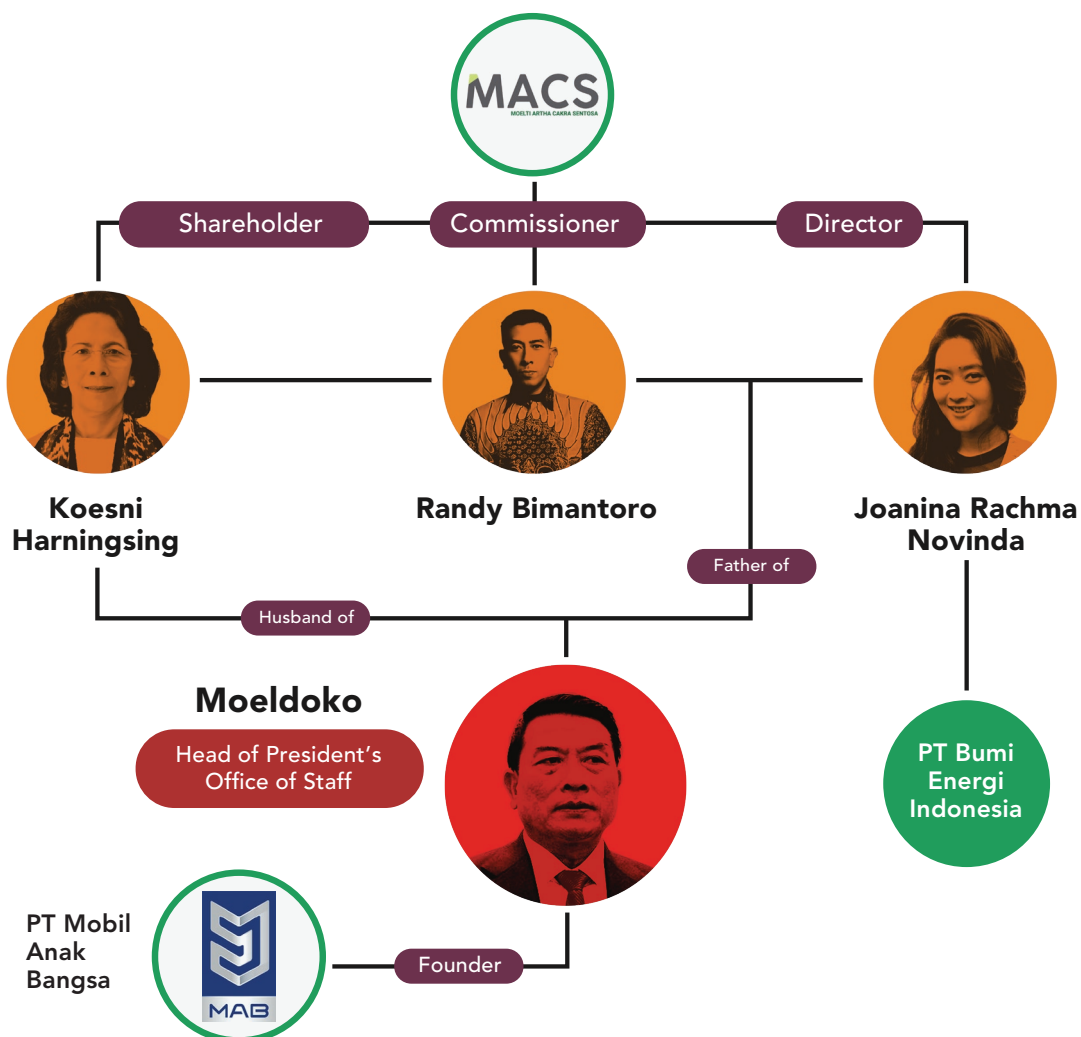 MACS
MOELTI ARTHA CAKRA SENTOSA
Shareholder
Commissioner
Director
Koesni
Harningsing
Randy Bimantoro
Joanina Rachma
Novinda
Father of
Husband of
Moeldoko
Head of President's
Office of Staff
PT Bumi
Energi
Indonesia
PT Mobil
Anak
Bangsa
MAB
Founder